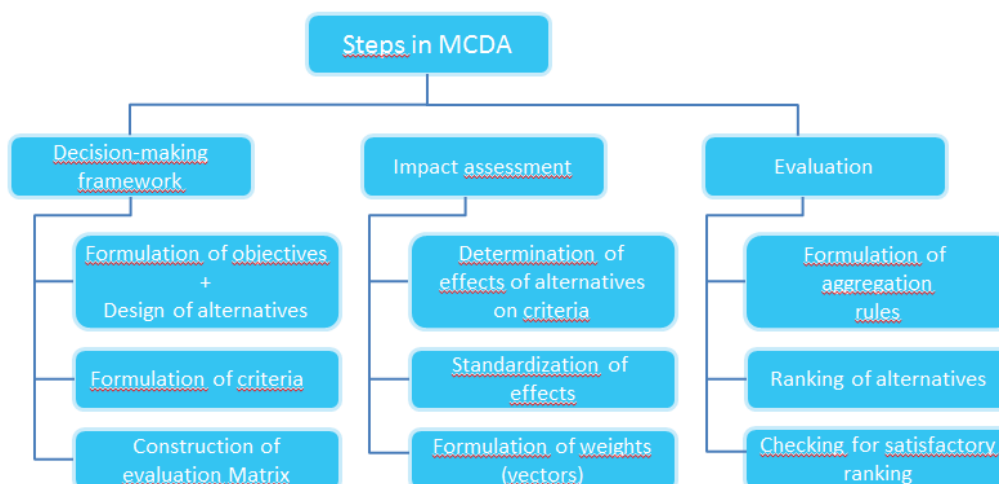 Steps in MCDA
Decision-making
framework
Impact assessment
Evaluation
Formulation of objectives
+
Design of alternatives
Formulation of criteria
Construction of
evaluation Matrix
Determination of
effects of alternatives
on criteria
Standardization of
effects
Formulation of weights
(vectors)
Formulation of
aggregation
rules
Ranking of alternatives
Checking for satisfactory
ranking